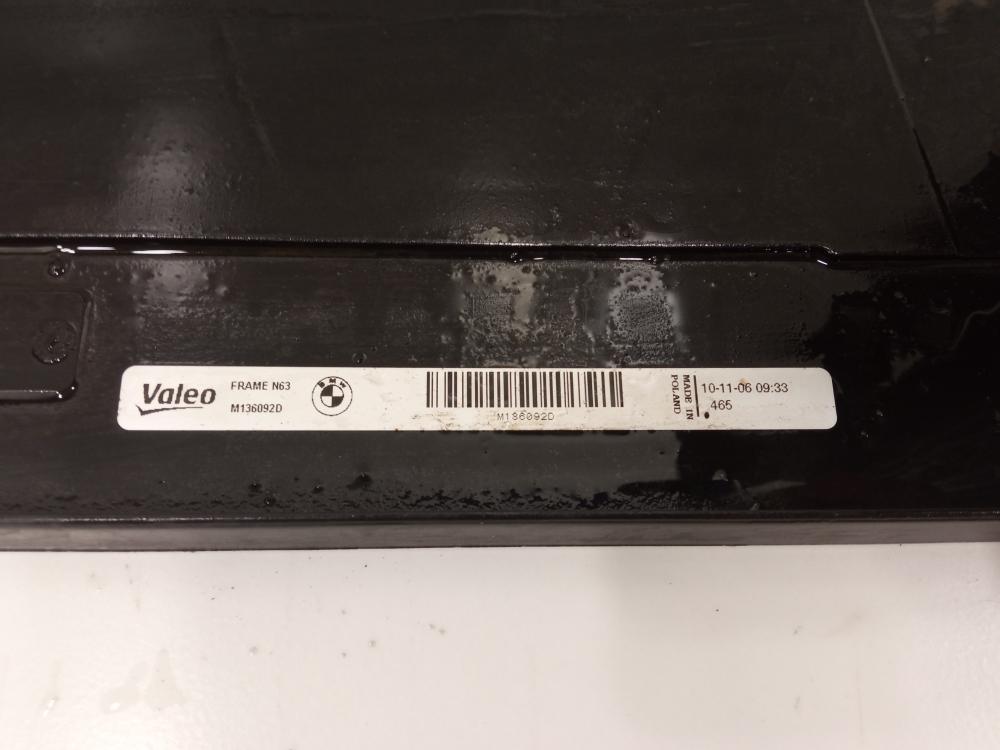 Valeo
FRAME N63
M136092D
BMW
M136092D
MADE IN
POLAND
10-11-06 09:33
465